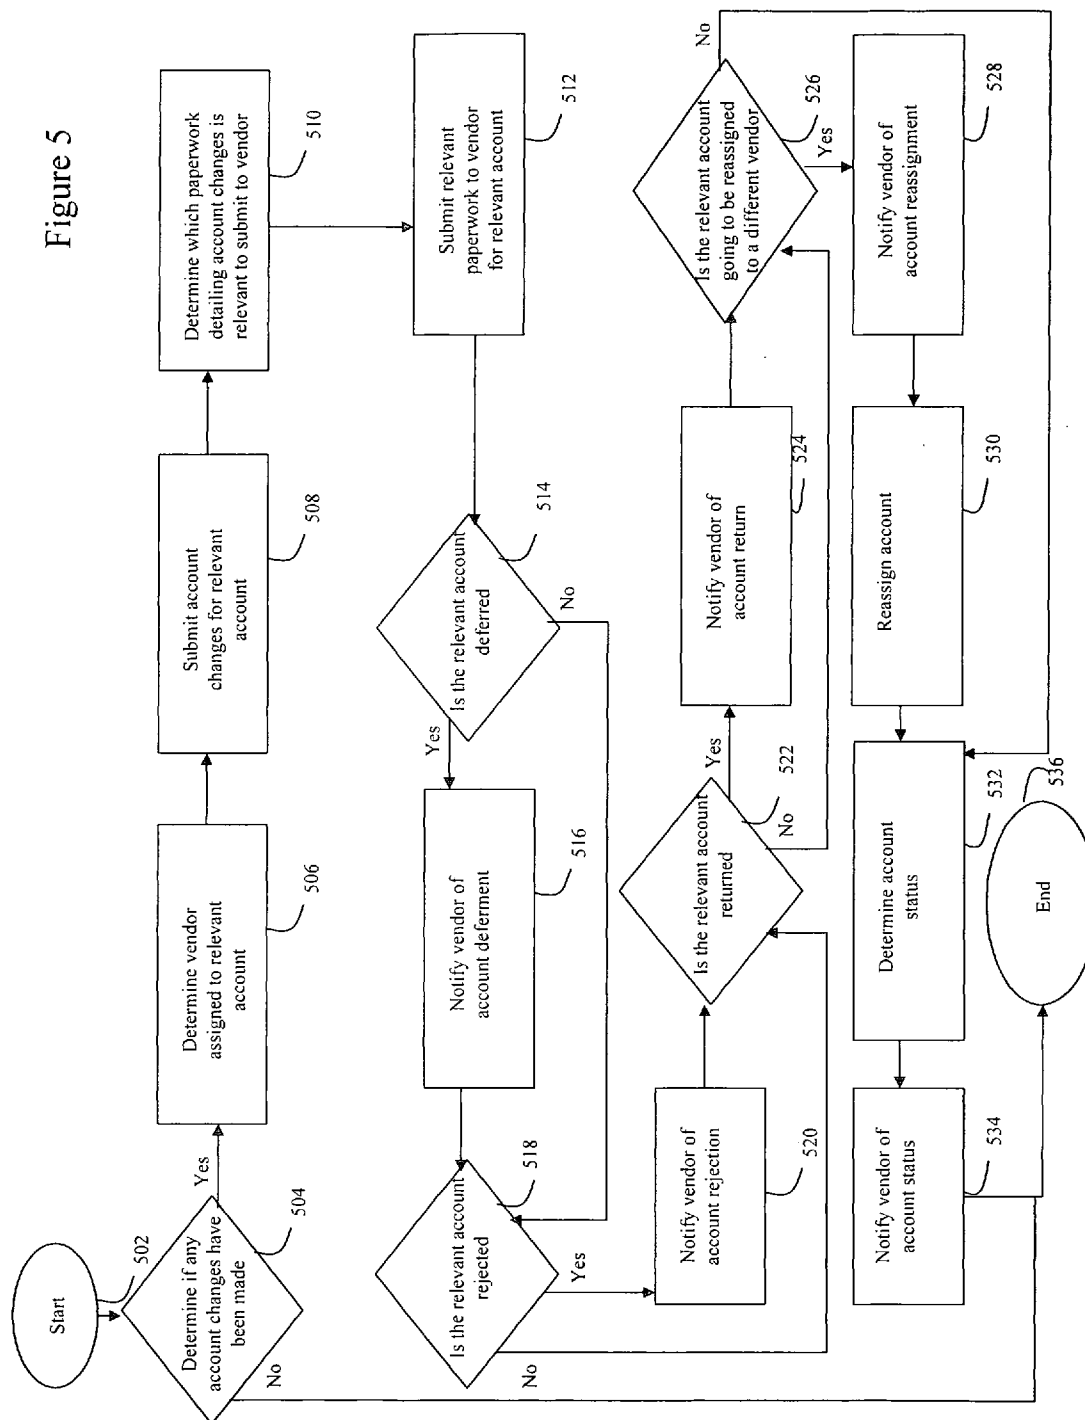 Figure 5
Start
502
Determine if any
account changes have
been made
504
Yes
No
Determine vendor
assigned to relevant
account
506
Submit account
changes for relevant
account
508
Determine which paperwork
detailing account changes is
relevant to submit to vendor
510
Submit relevant
paperwork to vendor
for relevant account
512
Is the relevant account
deferred
514
Yes
No
Notify vendor of
account deferment
516
Is the relevant account
rejected
518
Yes
No
Notify vendor of
account rejection
520
Is the relevant account
returned
522
Yes
No
Notify vendor of
account return
524
Is the relevant account
going to be reassigned
to a different vendor
526
No
Yes
Notify vendor of
account reassignment
528
Reassign account
530
Determine account
status
532
Notify vendor of
account status
534
End
536